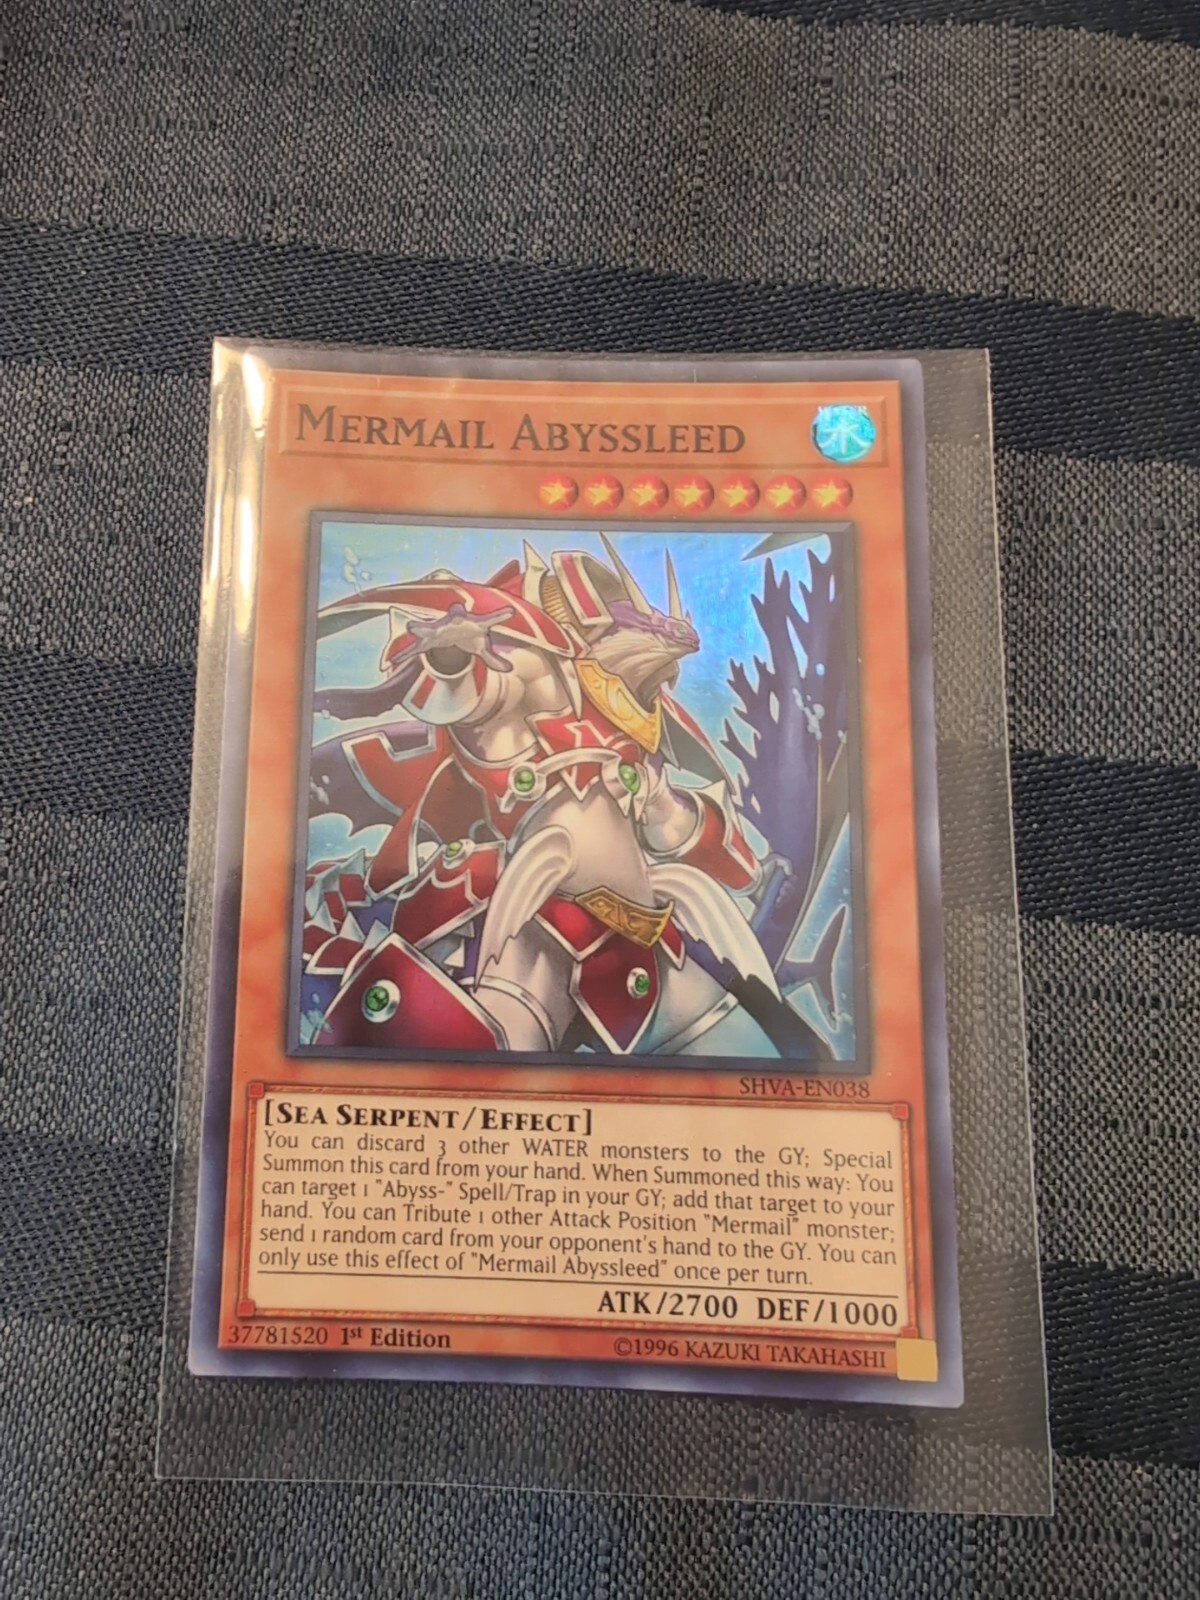 MERMAIL ABYSSLEED
水
SHVA-EN038
[SEA SERPENT/EFFECT]
You can discard 3 other WATER monsters to the GY; Special
Summon this card from your hand. When Summoned this way: You
can target 1 "Abyss-" Spell/Trap in your GY; add that target to your
hand. You can Tribute 1 other Attack Position "Mermail" monster;
send 1 random card from your opponent's hand to the GY. You can
only use this effect of "Mermail Abyssleed" once per turn.
ATK/2700 DEF/1000
37781520 1st Edition
©1996 KAZUKI TAKAHASHI